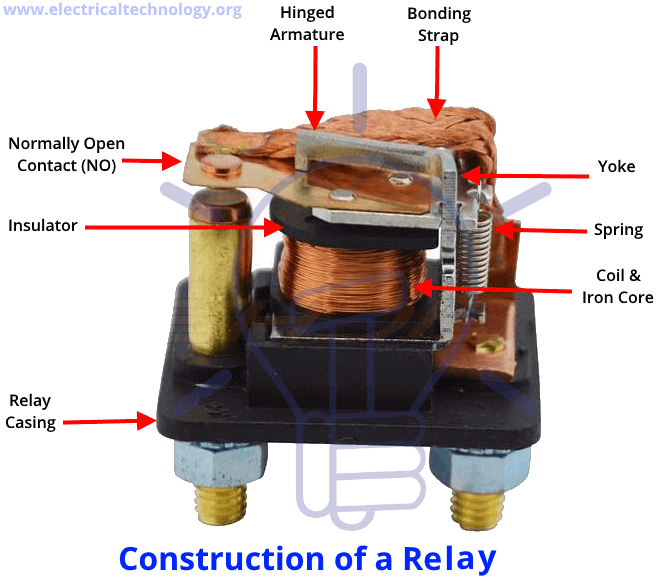 www.electricaltechnology.org
Hinged
Armature
Bonding
Strap
Normally Open
Contact (NO)
Yoke
Insulator
Spring
Coil &
Iron Core
Relay
Casing
Construction of a Relay